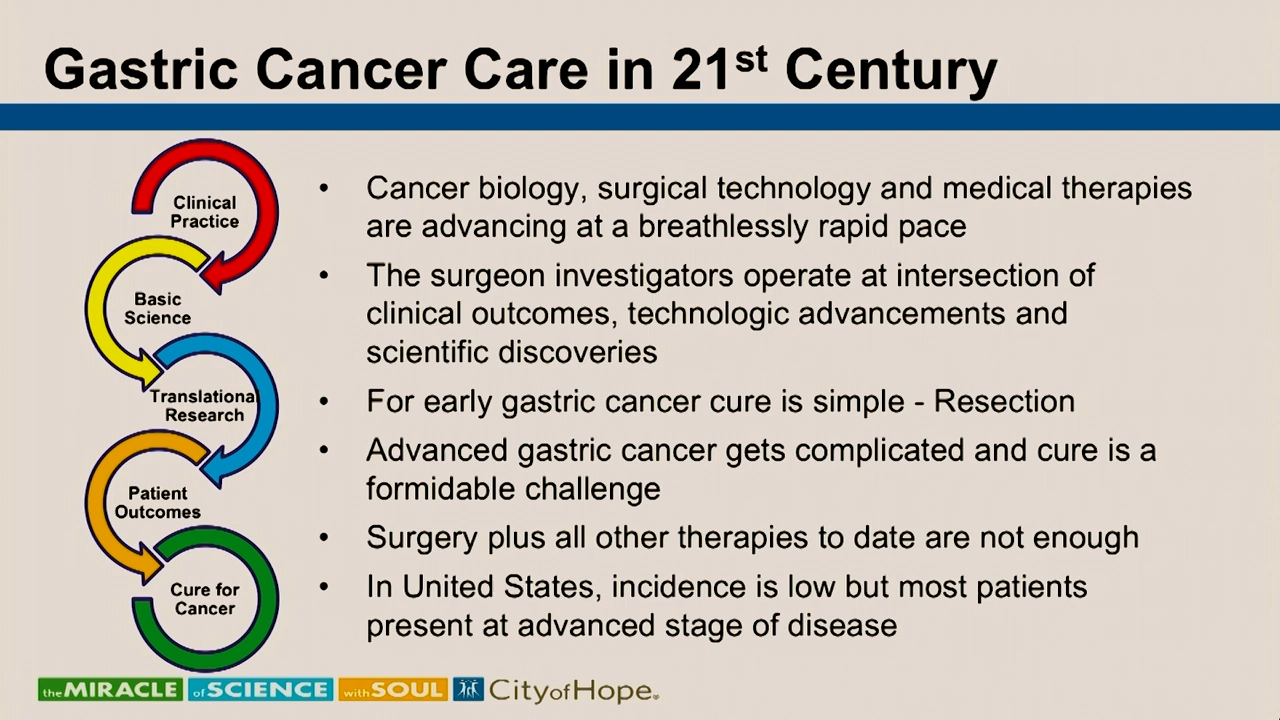 Gastric Cancer Care in 21st Century
Clinical
Practice
Basic
Science
Translational
Research
Patient
Outcomes
Cure for
Cancer
• Cancer biology, surgical technology and medical therapies
are advancing at a breathlessly rapid pace
• The surgeon investigators operate at intersection of
clinical outcomes, technologic advancements and
scientific discoveries
• For early gastric cancer cure is simple - Resection
• Advanced gastric cancer gets complicated and cure is a
formidable challenge
• Surgery plus all other therapies to date are not enough
• In United States, incidence is low but most patients
present at advanced stage of disease
the MIRACLE of SCIENCE with SOUL CityofHope®